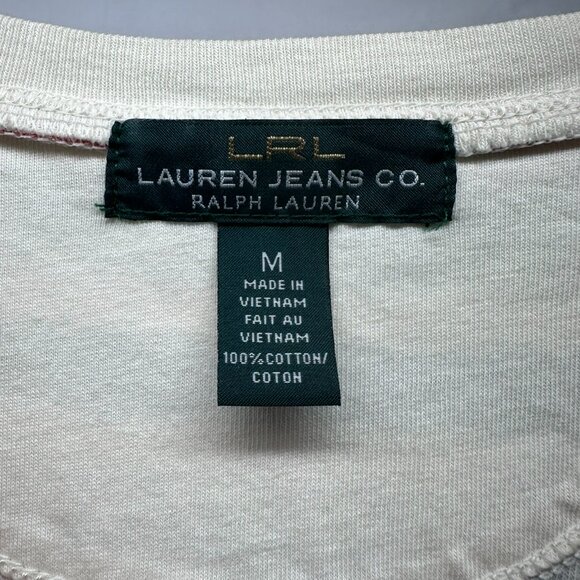 LRL
LAUREN JEANS CO.
RALPH LAUREN
M
MADE IN
VIETNAM
FAIT AU
VIETNAM
100%COTTON/
COTON